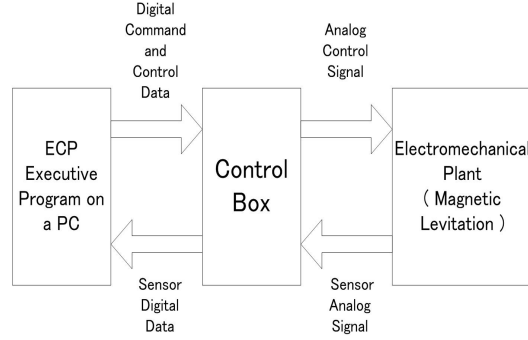 Digital
Command
and
Control
Data
Analog
Control
Signal
ECP
Executive
Program on
a PC
Control
Box
Electromechanical
Plant
( Magnetic
Levitation )
Sensor
Digital
Data
Sensor
Analog
Signal